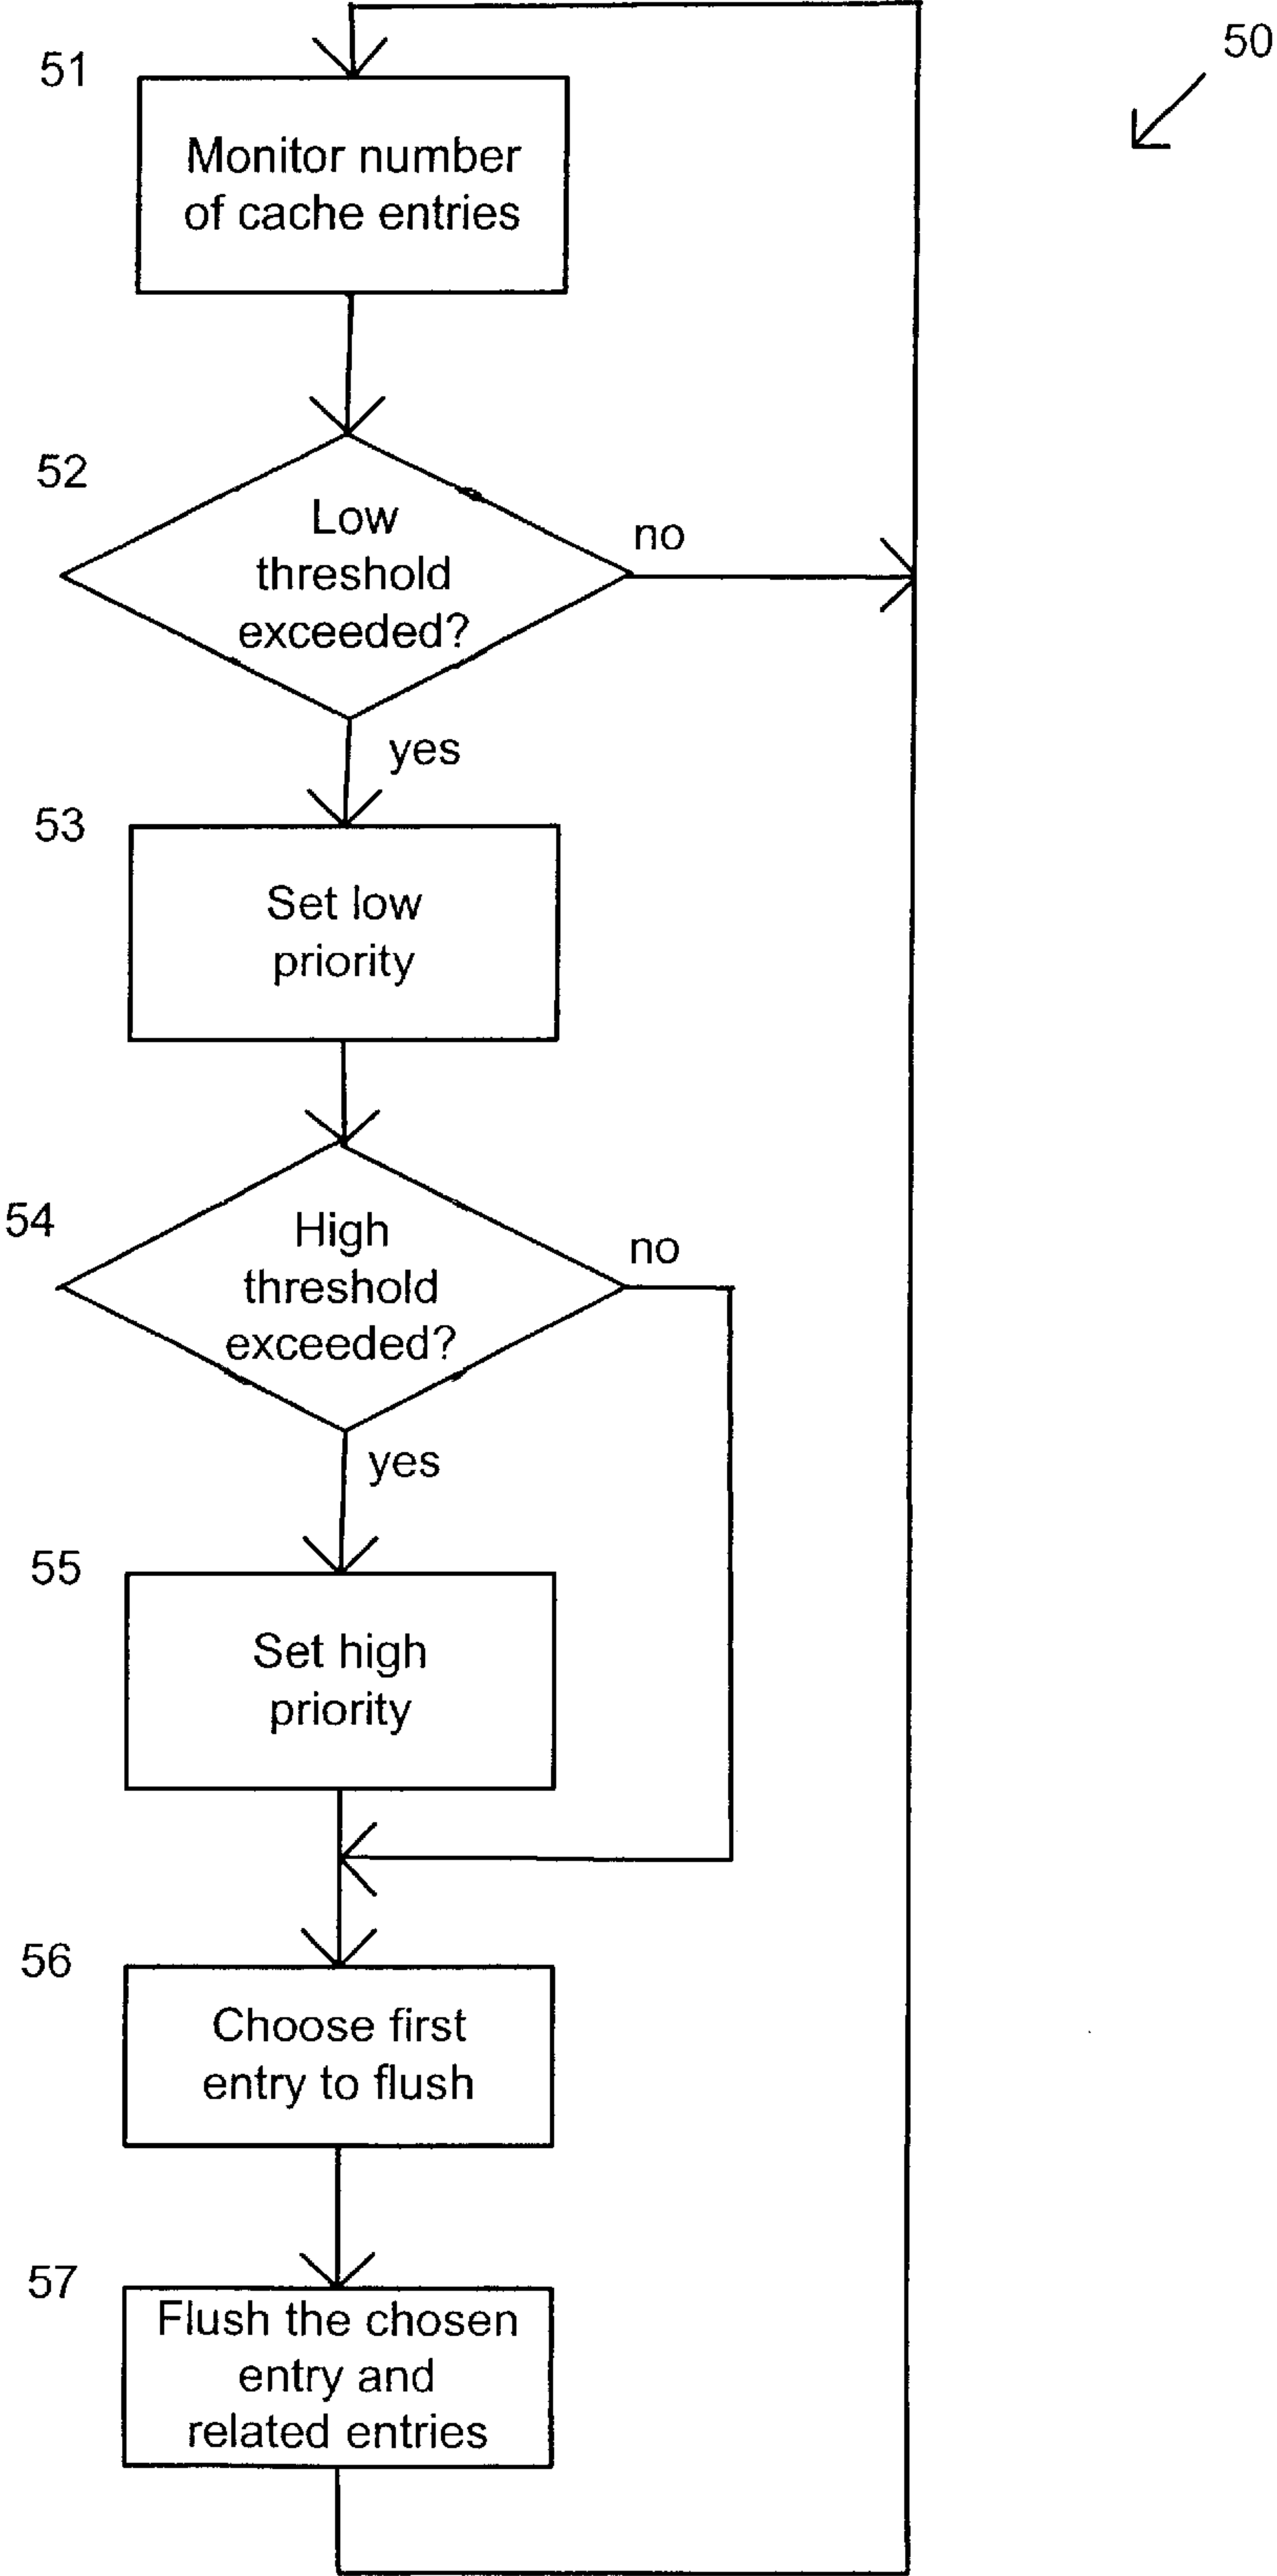 50
51
Monitor number
of cache entries
52
Low
threshold
exceeded?
no
yes
53
Set low
priority
54
High
threshold
exceeded?
no
yes
55
Set high
priority
56
Choose first
entry to flush
57
Flush the chosen
entry and
related entries